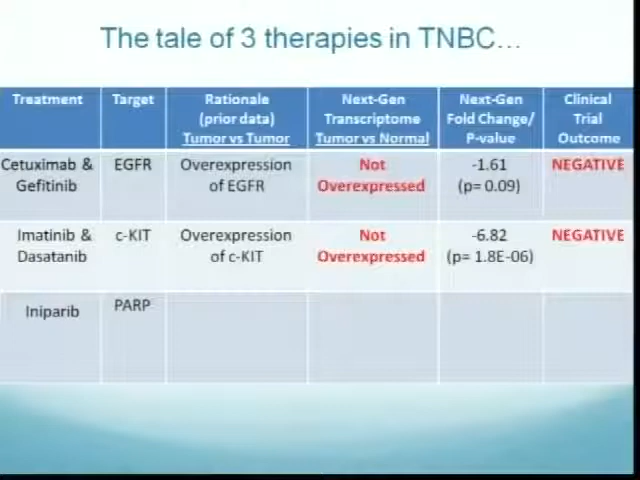 The tale of 3 therapies in TNBC...
Treatment
Target
Rationale
(prior data)
Tumor vs Tumor
Next-Gen
Transcriptome
Tumor vs Normal
Next-Gen
Fold Change/
P-value
Clinical
Trial
Outcome
Cetuximab &
Gefitinib
EGFR
Overexpression
of EGFR
Not
Overexpressed
-1.61
(p= 0.09)
NEGATIVE
Imatinib &
Dasatanib
c-KIT
Overexpression
of c-KIT
Not
Overexpressed
-6.82
(p= 1.8E-06)
NEGATIVE
Iniparib
PARP